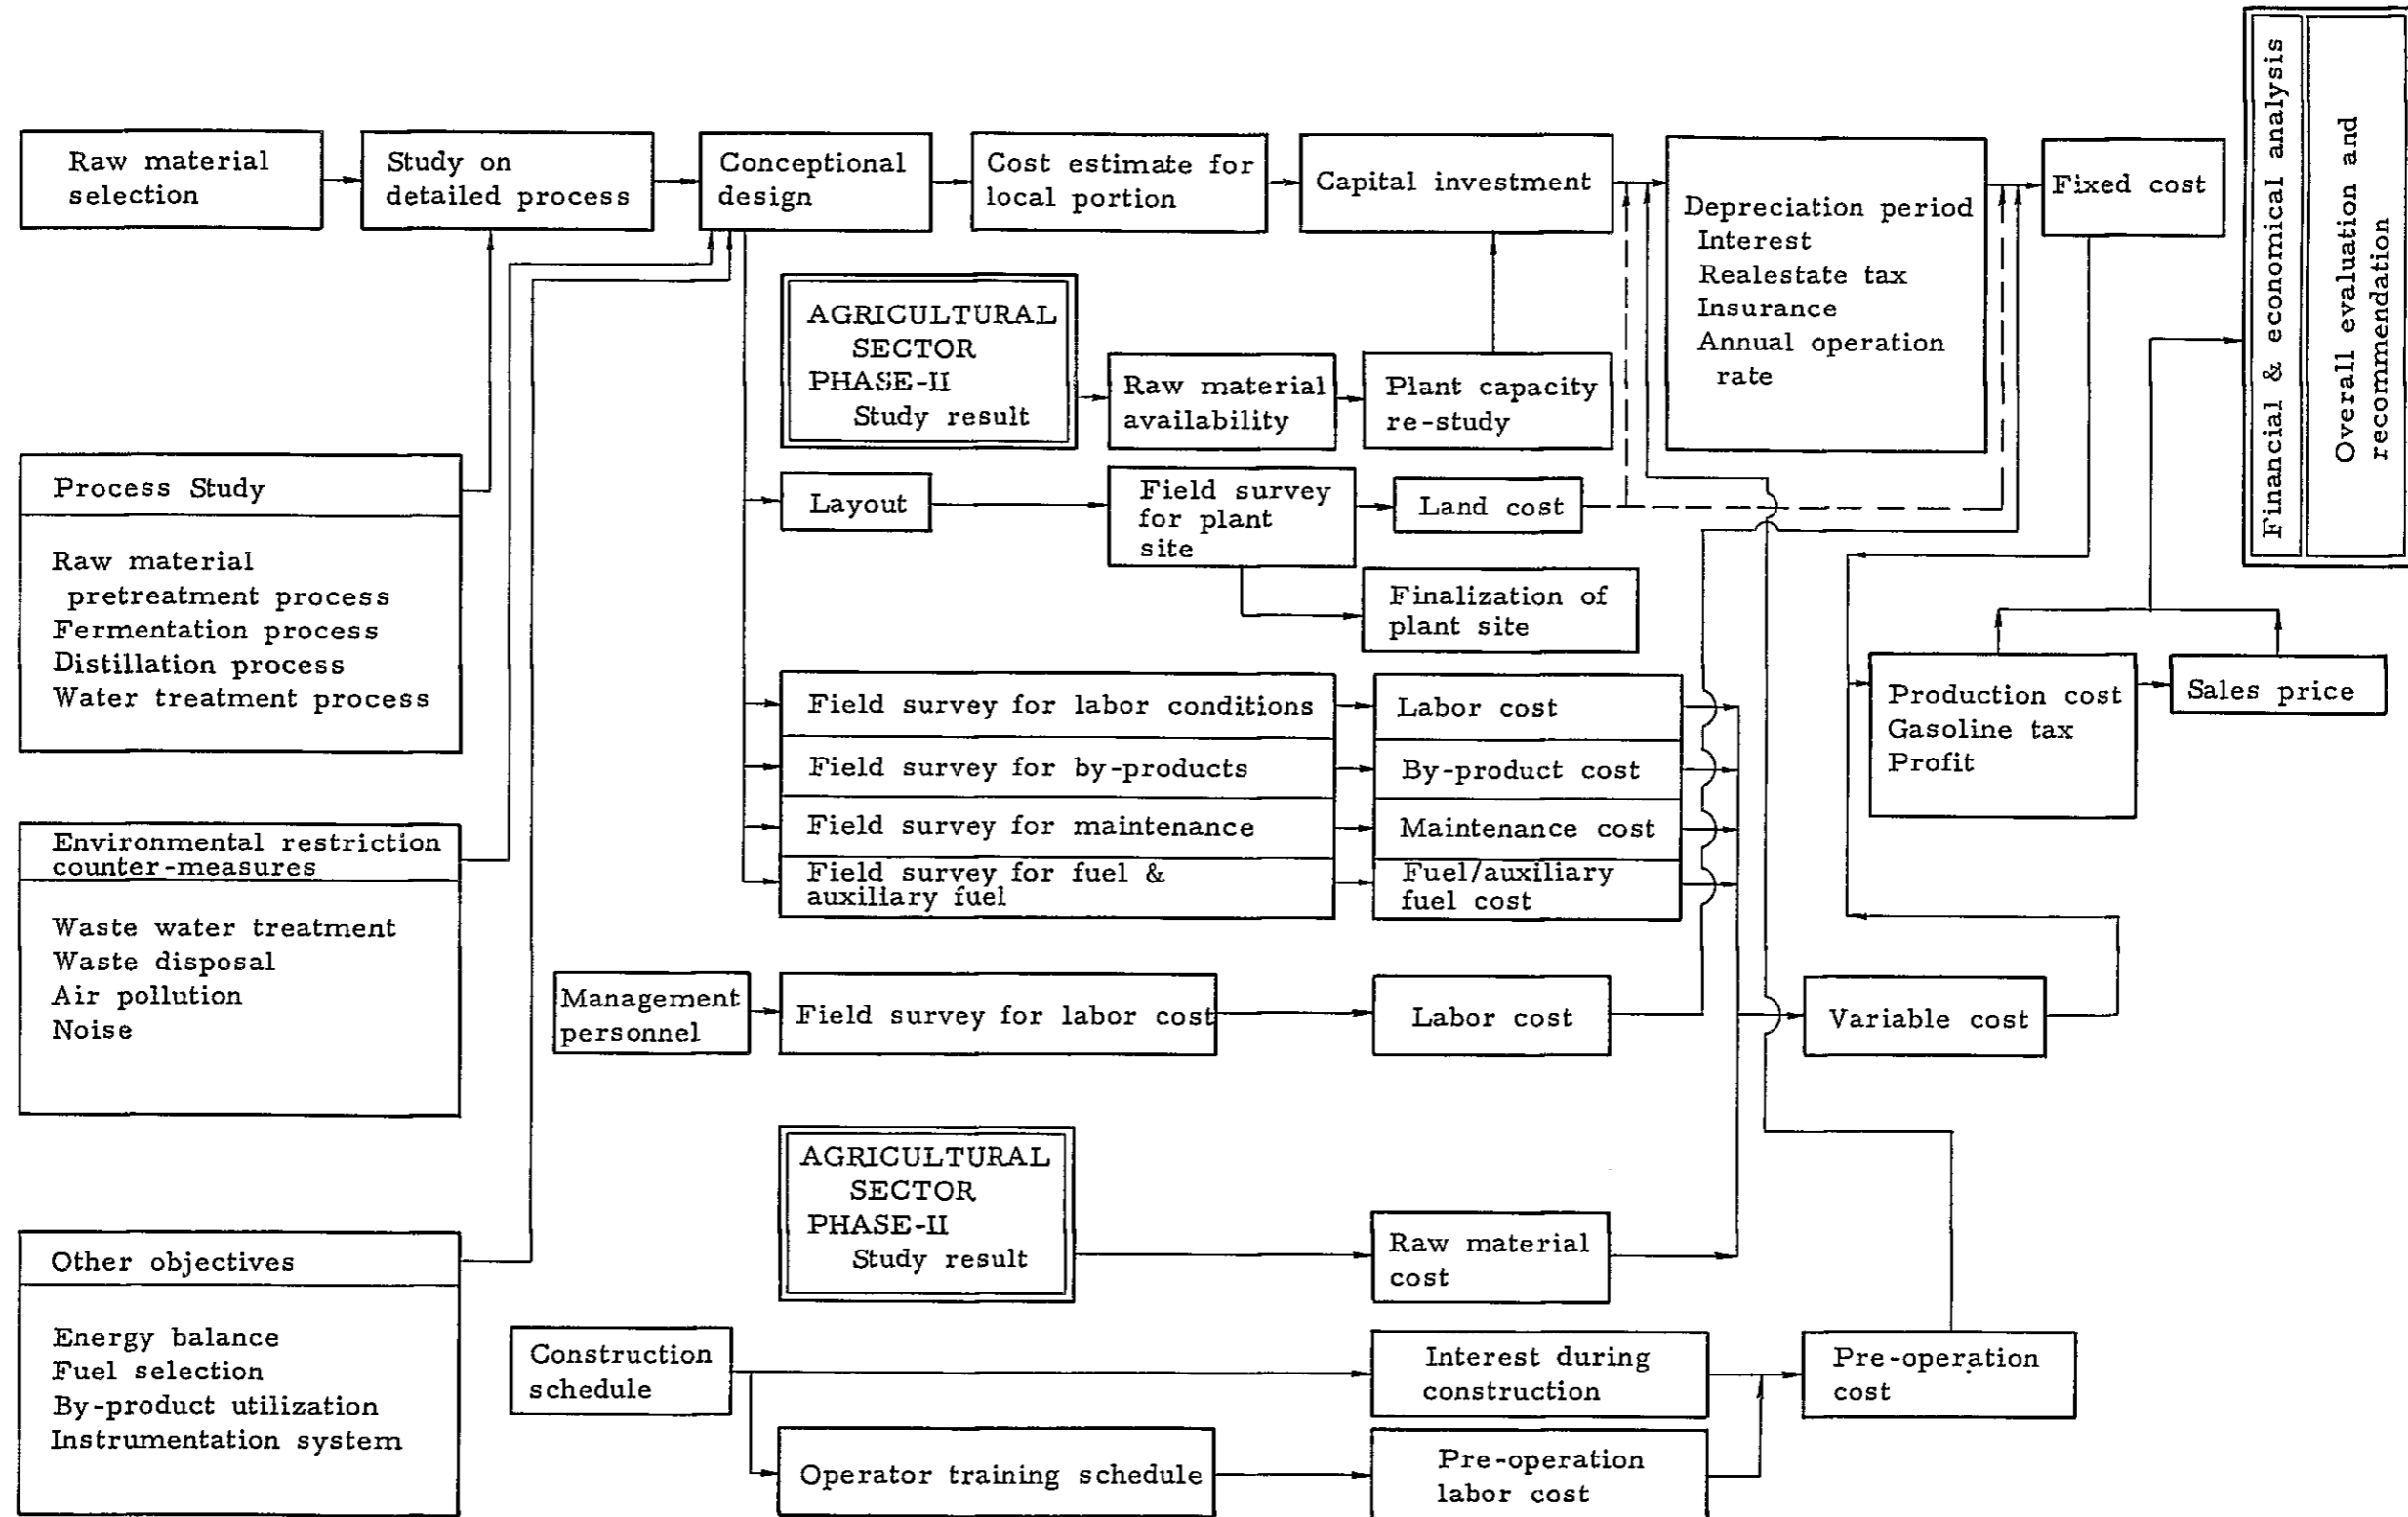 Raw material
selection
Study on
detailed process
Conceptional
design
Cost estimate for
local portion
Capital investment
Depreciation period
Interest
Realestate tax
Insurance
Annual operation
rate
Fixed cost
Financial & economical analysis
Overall evaluation and
recommendation
AGRICULTURAL
SECTOR
PHASE-II
Study result
Raw material
availability
Plant capacity
re-study
Process Study
Raw material
pretreatment process
Fermentation process
Distillation process
Water treatment process
Layout
Field survey
for plant
site
Land cost
Finalization of
plant site
Field survey for labor conditions
Labor cost
Field survey for by-products
By-product cost
Field survey for maintenance
Maintenance cost
Field survey for fuel &
auxiliary fuel
Fuel/auxiliary
fuel cost
Production cost
Gasoline tax
Profit
Sales price
Environmental restriction
counter-measures
Waste water treatment
Waste disposal
Air pollution
Noise
Management
personnel
Field survey for labor cost
Labor cost
Variable cost
AGRICULTURAL
SECTOR
PHASE-II
Study result
Raw material
cost
Other objectives
Energy balance
Fuel selection
By-product utilization
Instrumentation system
Construction
schedule
Interest during
construction
Pre-operation
cost
Operator training schedule
Pre-operation
labor cost